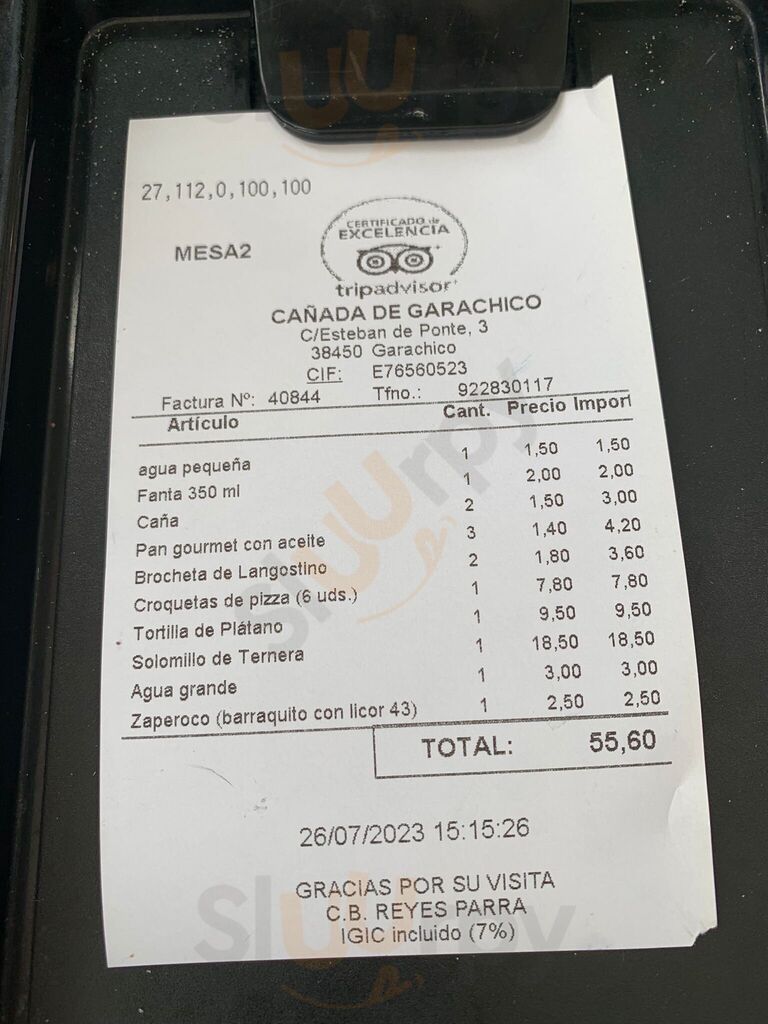 27,112,0,100,100
CERTIFICADO de
EXCELENCIA
MESA2
tripadvisor
CAÑADA DE GARACHICO
C/Esteban de Ponte, 3
38450 Garachico
CIF: E76560523
Factura Nº: 40844 Tfno.: 922830117
Artículo Cant. Precio Import
agua pequeña 1 1,50 1,50
Fanta 350 ml 1 2,00 2,00
Caña 2 1,50 3,00
Pan gourmet con aceite 3 1,40 4,20
Brocheta de Langostino 2 1,80 3,60
Croquetas de pizza (6 uds.) 1 7,80 7,80
Tortilla de Plátano 1 9,50 9,50
Solomillo de Ternera 1 18,50 18,50
Agua grande 1 3,00 3,00
Zaperoco (barraquito con licor 43) 1 2,50 2,50
TOTAL: 55,60
26/07/2023 15:15:26
GRACIAS POR SU VISITA
C.B. REYES PARRA
IGIC incluido (7%)
Sluurpy
Sluurpy